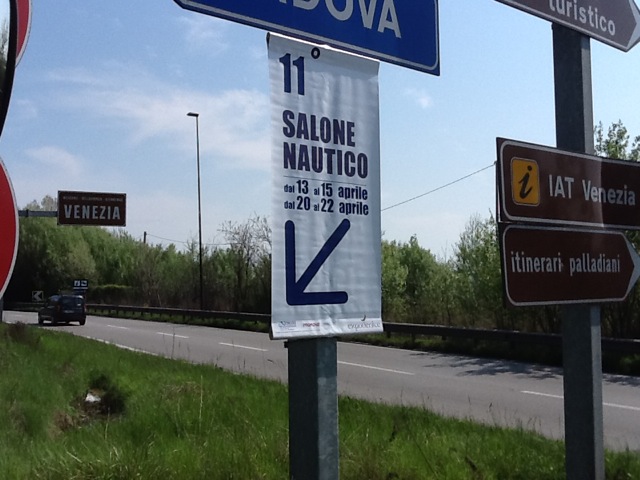 turistico
11°
SALONE
NAUTICO
dal 13 al 15 aprile
dal 20 al 22 aprile
VENEZIA
i IAT Venezia
itinerari palladiani